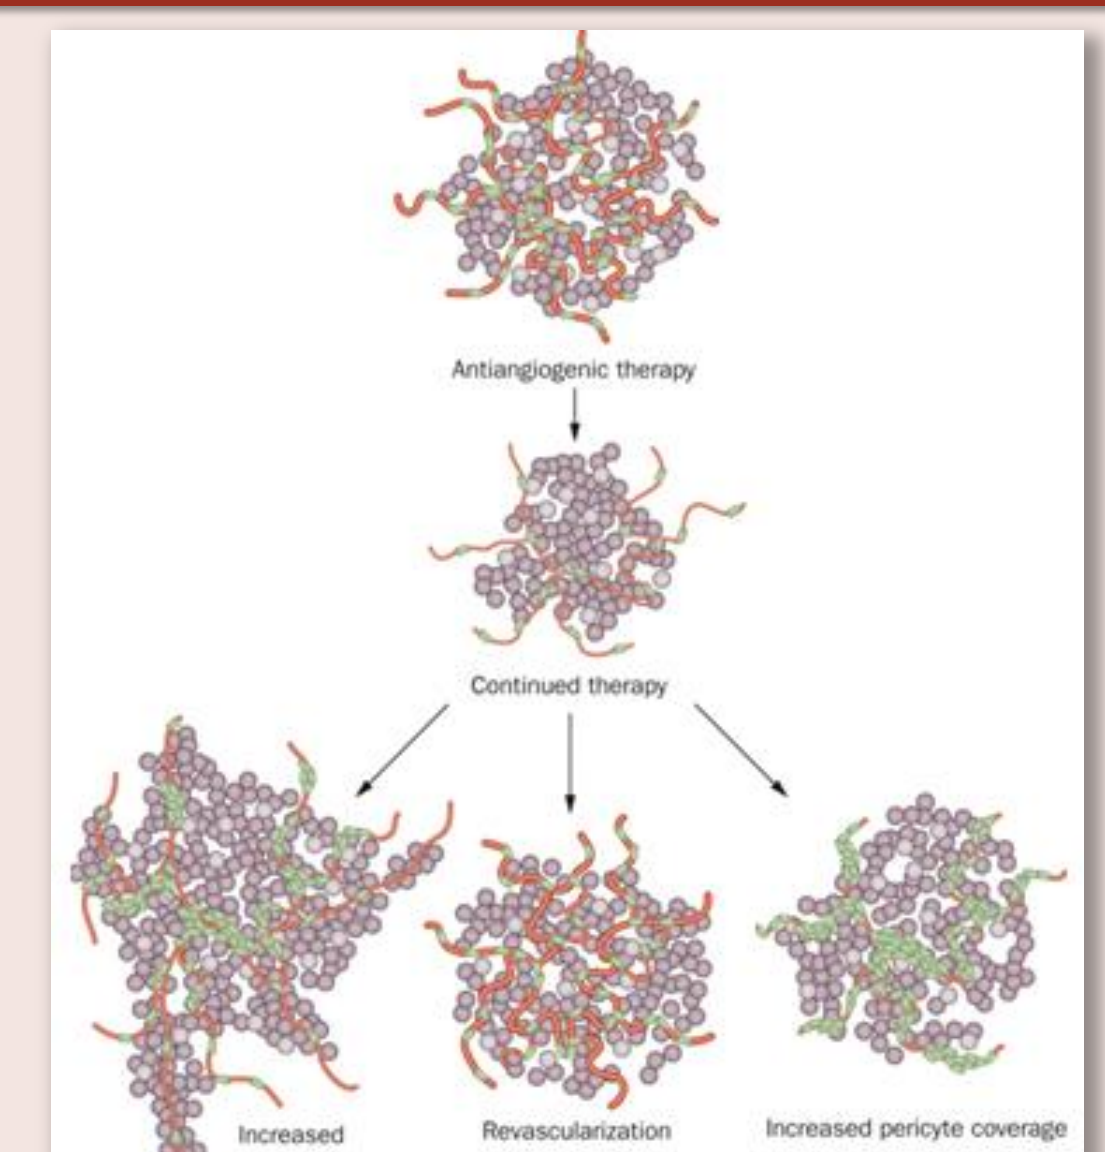 Antiangiogenic therapy
Continued therapy
Increased
Revascularization
Increased pericyte coverage